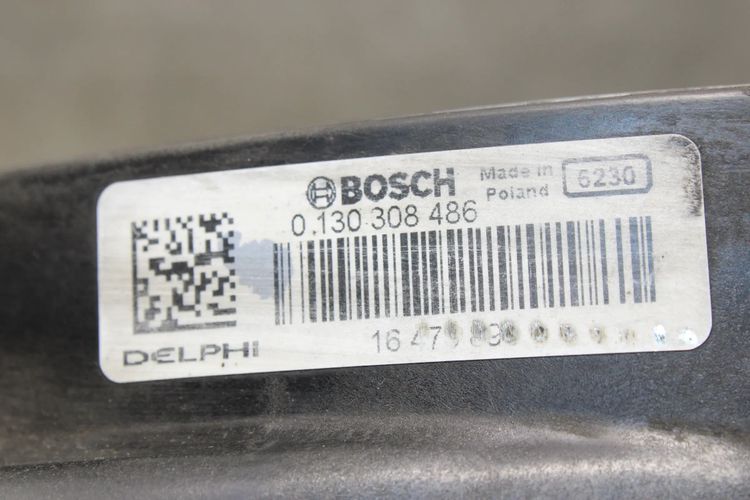 BOSCH Made in Poland 6230
0.130.308 486
DELPHI